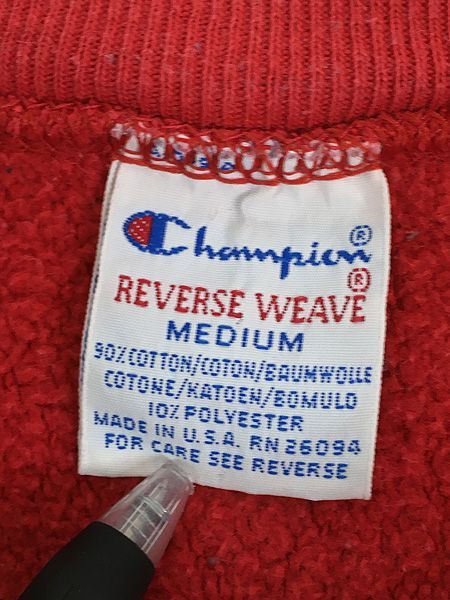 Champion®
REVERSE WEAVE®
MEDIUM
90% COTTON/COTON/BAUMWOLLE
COTONE/KATOEN/BOMULD
10% POLYESTER
MADE IN U.S.A. RN 26094
FOR CARE SEE REVERSE